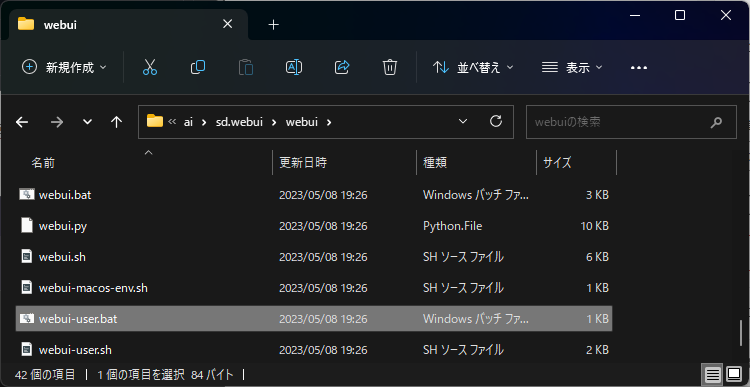 webui
新規作成 並べ替え 表示
ai sd.webui webui webuiの検索
名前 更新日時 種類 サイズ
webui.bat 2023/05/08 19:26 Windows バッチ ファ... 3 KB
webui.py 2023/05/08 19:26 Python.File 10 KB
webui.sh 2023/05/08 19:26 SH ソース ファイル 6 KB
webui-macos-env.sh 2023/05/08 19:26 SH ソース ファイル 1 KB
webui-user.bat 2023/05/08 19:26 Windows バッチ ファ... 1 KB
webui-user.sh 2023/05/08 19:26 SH ソース ファイル 2 KB
42 個の項目 | 1 個の項目を選択 84 バイト |